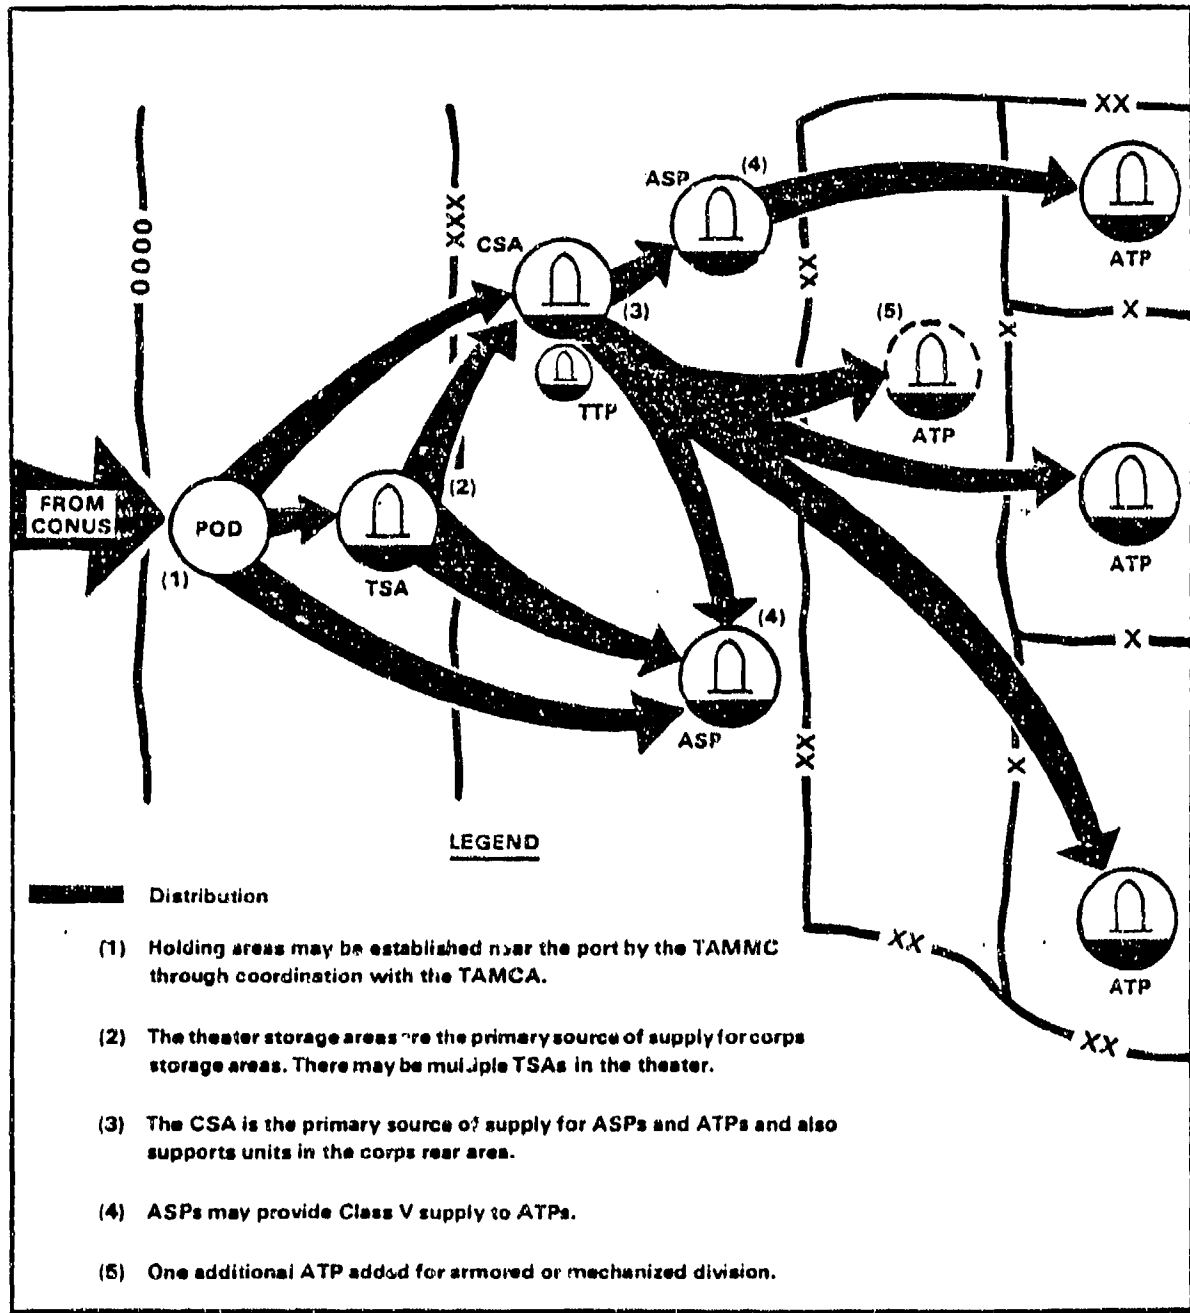 XX
(4)
ASP
ATP
0000
XXX
CSA
XX
(3)
(5)
X
X
TTP
ATP
FROM
CONUS
POD
(2)
(1)
TSA
ATP
(4)
X
ASP
XX
X
LEGEND
Distribution
(1) Holding areas may be established near the port by the TAMMC
through coordination with the TAMCA.
(2) The theater storage areas are the primary source of supply for corps
storage areas. There may be multiple TSAs in the theater.
(3) The CSA is the primary source of supply for ASPs and ATPs and also
supports units in the corps rear area.
(4) ASPs may provide Class V supply to ATPs.
(5) One additional ATP added for armored or mechanized division.
XX
ATP
XX